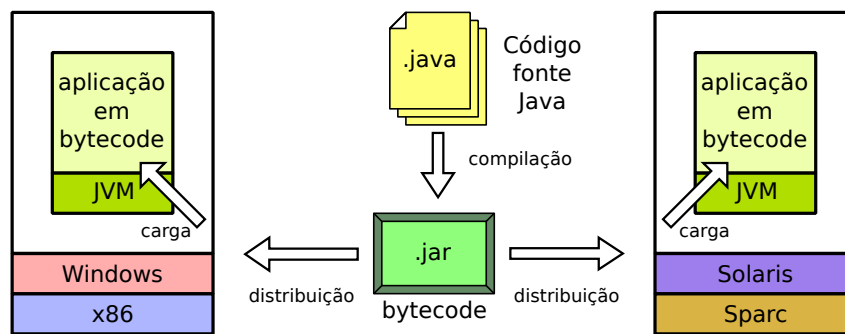 aplicação
em
bytecode
JVM
carga
Windows
x86
.java
Código
fonte
Java
compilação
.jar
bytecode
distribuição
distribuição
aplicação
em
bytecode
JVM
carga
Solaris
Sparc